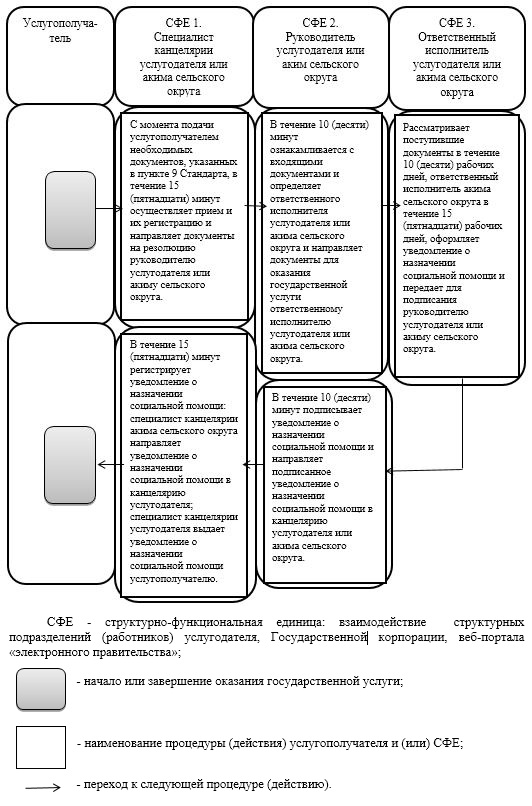 Услугополуча-
тель
СФЕ 1.
Специалист
канцелярии
услугодателя или
акима сельского
округа
СФЕ 2.
Руководитель
услугодателя или
аким сельского
округа
СФЕ 3.
Ответственный
исполнитель
услугодателя или
акима сельского
округа
С момента подачи
услугополучателем
необходимых
документов, указанных
в пункте 9 Стандарта, в
течение 15
(пятнадцати) минут
осуществляет прием и
их регистрацию и
направляет документы
на резолюцию
руководителю
услугодателя или
акиму сельского
округа.
В течение 10 (десяти)
минут
ознакамливается с
входящими
документами и
определяет
ответственного
исполнителя
услугодателя или
акима сельского
округа и направляет
документы для
оказания
государственной
услуги
ответственному
исполнителю
услугодателя или
акима сельского
округа.
Рассматривает
поступившие
документы в течение
10 (десяти) рабочих
дней, ответственный
исполнитель акима
сельского округа в
течение 15
(пятнадцати) рабочих
дней, оформляет
уведомление о
назначении
социальной помощи и
передает для
подписания
руководителю
услугодателя или
акиму сельского
округа.
В течение 15
(пятнадцати) минут
регистрирует
уведомление о
назначении
социальной помощи:
специалист канцелярии
акима сельского округа
направляет
уведомление о
назначении
социальной помощи в
канцелярию
услугодателя;
специалист канцелярии
услугодателя выдает
уведомление о
назначении
социальной помощи
услугополучателю.
В течение 10 (десяти)
минут подписывает
уведомление о
назначении
социальной помощи и
направляет
подписанное
уведомление о
назначении
социальной помощи в
канцелярию
услугодателя или
акима сельского
округа.
СФЕ - структурно-функциональная единица: взаимодействие структурных
подразделений (работников) услугодателя, Государственной корпорации, веб-портала
«электронного правительства»;
- начало или завершение оказания государственной услуги;
- наименование процедуры (действия) услугополучателя и (или) СФЕ;
- переход к следующей процедуре (действию).